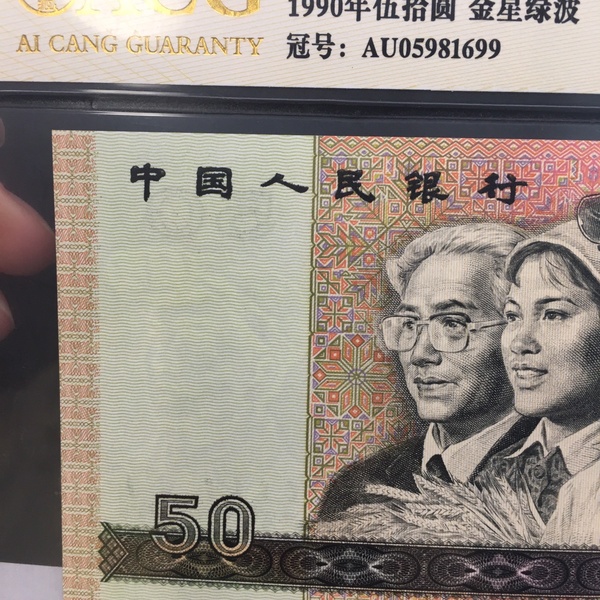 1990年伍拾圆 金星绿波
AI CANG GUARANTY
冠号：AU05981699
中国人民银行
50